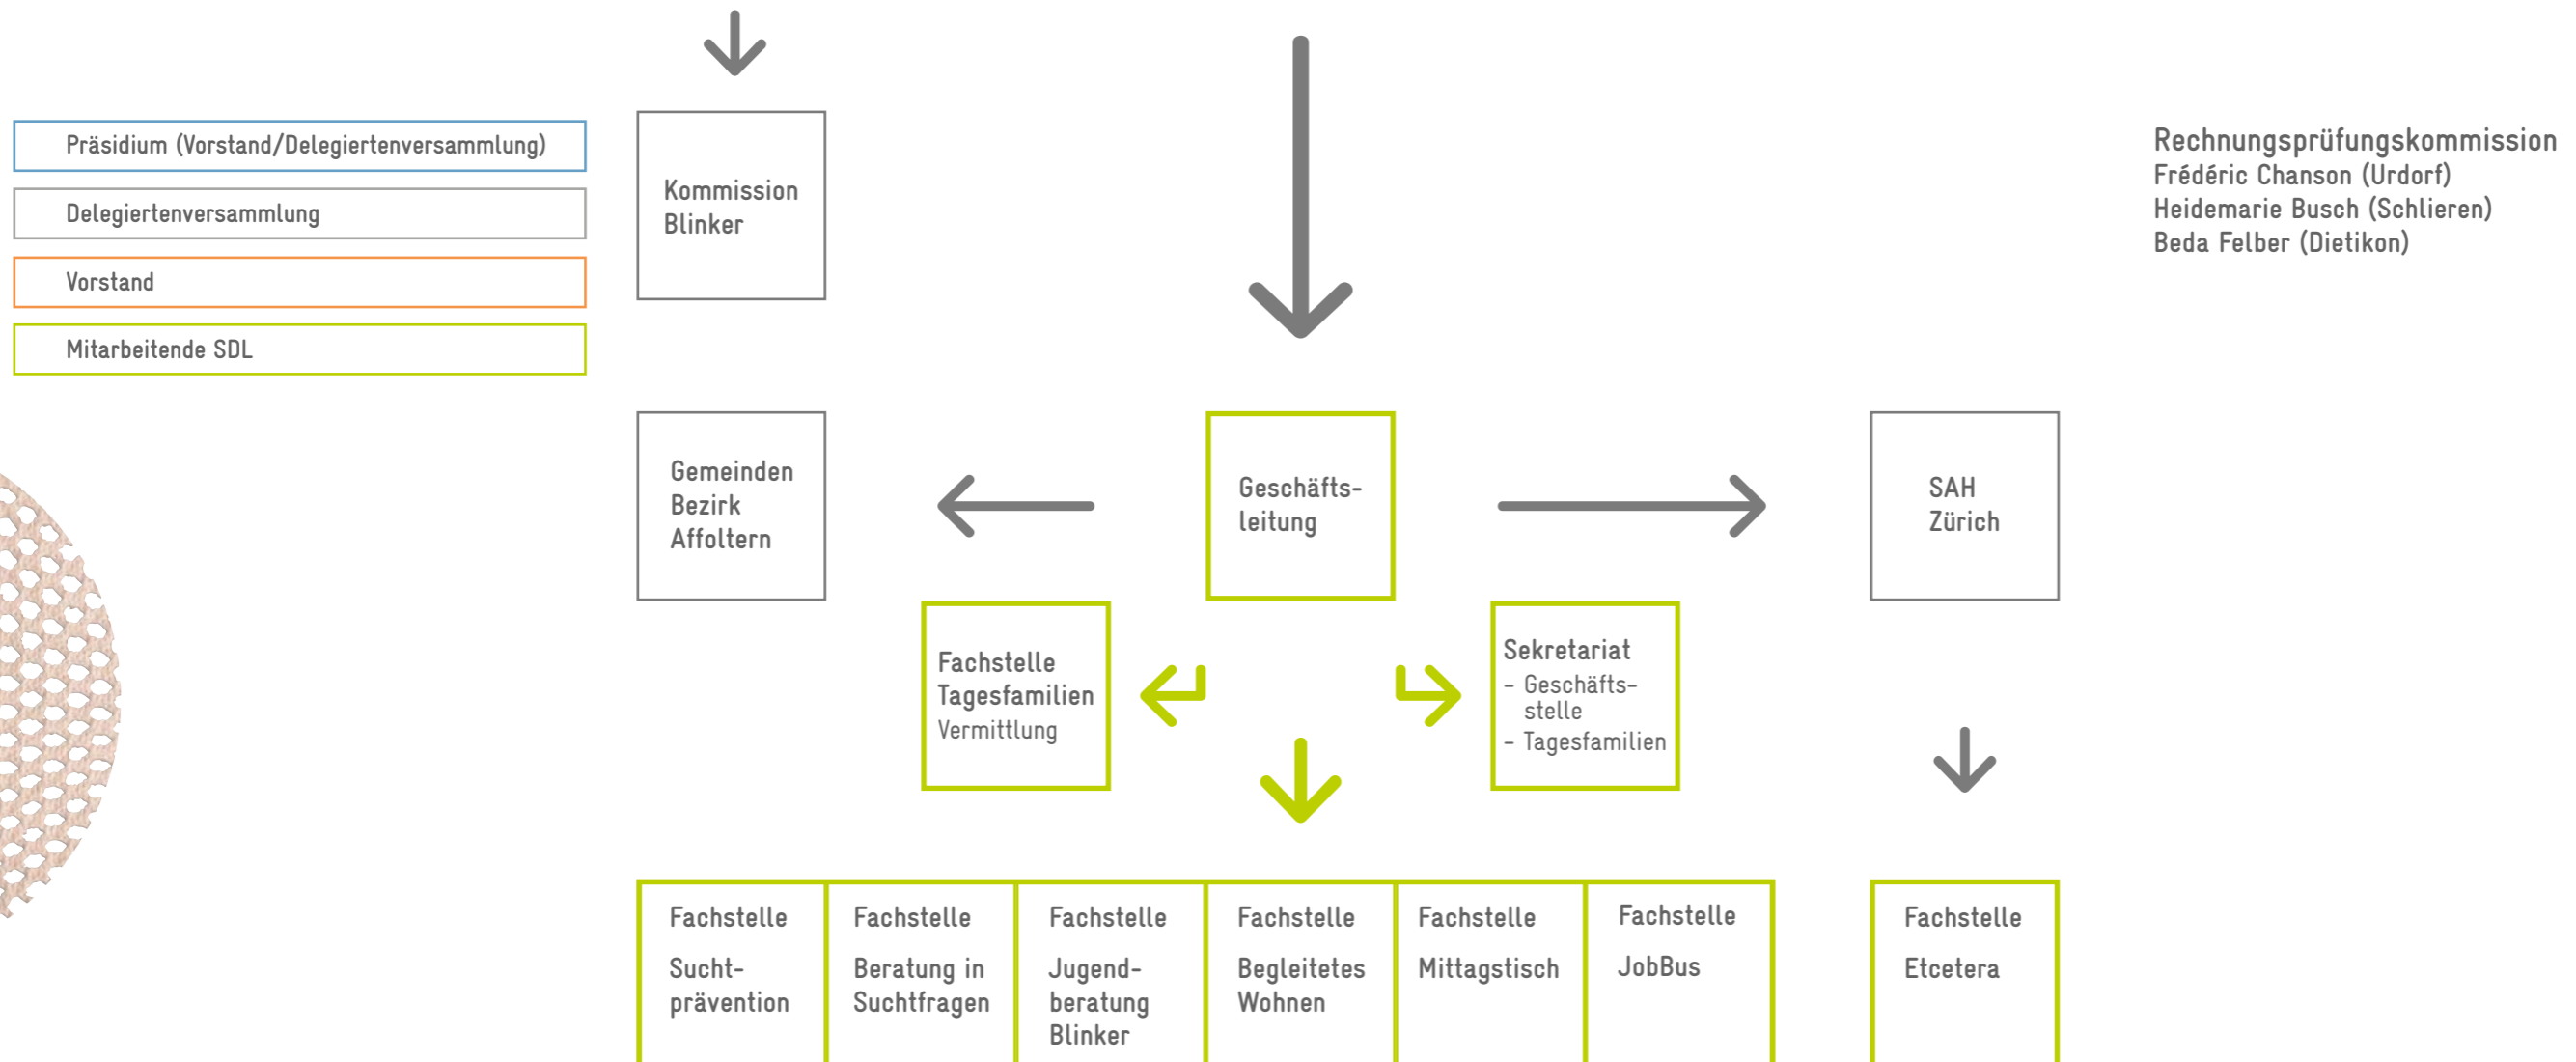 Präsidium (Vorstand/Delegiertenversammlung)
Delegiertenversammlung
Vorstand
Mitarbeitende SDL
Kommission
Blinker
Rechnungsprüfungskommission
Frédéric Chanson (Urdorf)
Heidemarie Busch (Schlieren)
Beda Felber (Dietikon)
Gemeinden
Bezirk
Affoltern
Geschäfts-
leitung
SAH
Zürich
Fachstelle
Tagesfamilien
Vermittlung
Sekretariat
- Geschäfts-
stelle
- Tagesfamilien
Fachstelle
Sucht-
prävention
Fachstelle
Beratung in
Suchtfragen
Fachstelle
Jugend-
beratung
Blinker
Fachstelle
Begleitetes
Wohnen
Fachstelle
Mittagstisch
Fachstelle
JobBus
Fachstelle
Etcetera